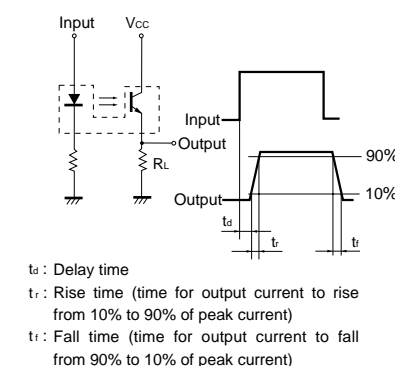 Input
Vcc
Output
RL
Input
90%
Output
10%
td
tr
tf
td : Delay time
tr : Rise time (time for output current to rise
from 10% to 90% of peak current)
tf : Fall time (time for output current to fall
from 90% to 10% of peak current)